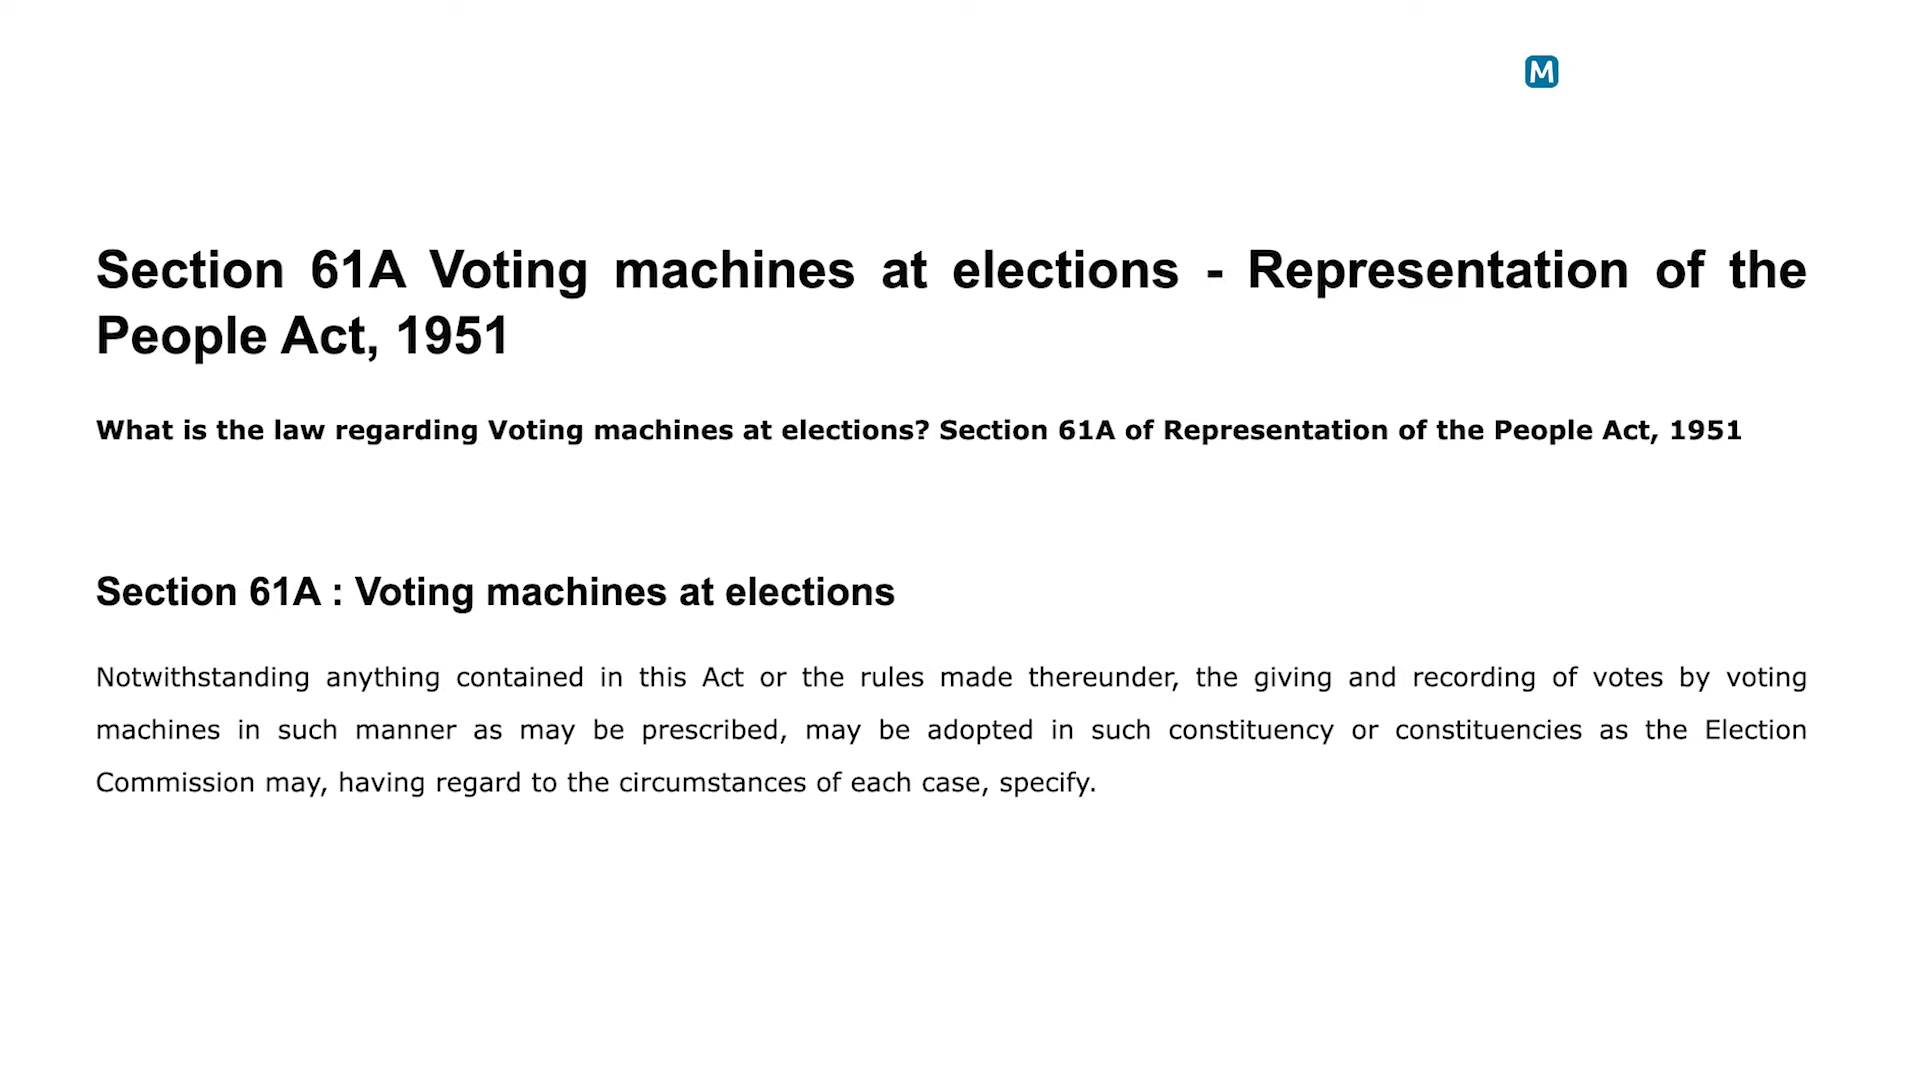 M
Section 61A Voting machines at elections - Representation of the
People Act, 1951
What is the law regarding Voting machines at elections? Section 61A of Representation of the People Act, 1951
Section 61A : Voting machines at elections
Notwithstanding anything contained in this Act or the rules made thereunder, the giving and recording of votes by voting
machines in such manner as may be prescribed, may be adopted in such constituency or constituencies as the Election
Commission may, having regard to the circumstances of each case, specify.